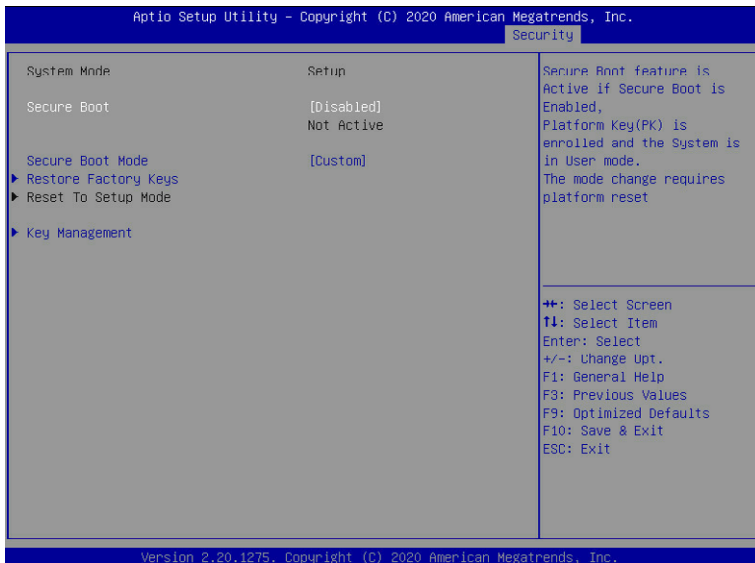 Aptio Setup Utility – Copyright (C) 2020 American Megatrends, Inc.
Security
System Mode Setup
Secure Boot [Disabled]
Not Active
Secure Boot Mode [Custom]
▶ Restore Factory Keys
▶ Reset To Setup Mode
▶ Key Management
Secure Boot feature is
Active if Secure Boot is
Enabled,
Platform Key(PK) is
enrolled and the System is
in User mode.
The mode change requires
platform reset
→←: Select Screen
↑↓: Select Item
Enter: Select
+/-: Change Opt.
F1: General Help
F3: Previous Values
F9: Optimized Defaults
F10: Save & Exit
ESC: Exit
Version 2.20.1275. Copyright (C) 2020 American Megatrends, Inc.